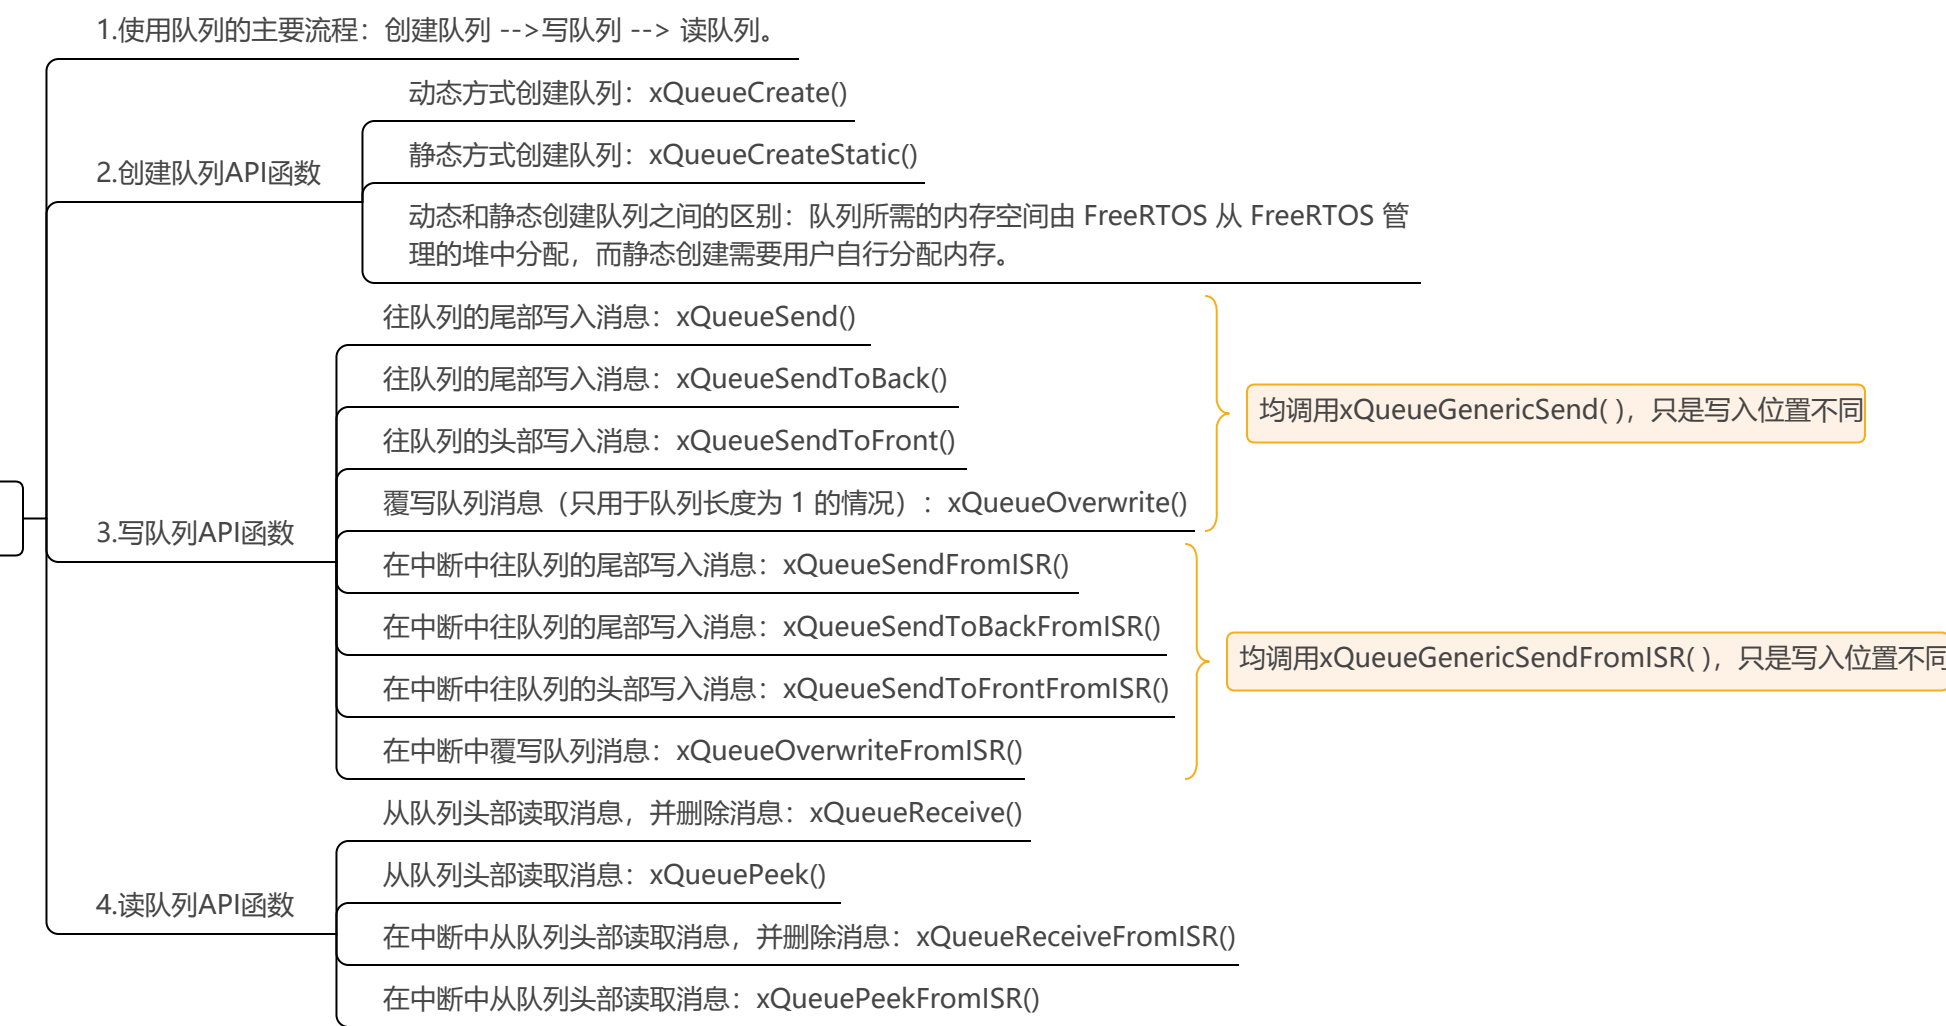 1.使用队列的主要流程：创建队列 -->写队列 --> 读队列。
2.创建队列API函数
动态方式创建队列：xQueueCreate()
静态方式创建队列：xQueueCreateStatic()
动态和静态创建队列之间的区别：队列所需的内存空间由 FreeRTOS 从 FreeRTOS 管
理的堆中分配，而静态创建需要用户自行分配内存。
3.写队列API函数
往队列的尾部写入消息：xQueueSend()
往队列的尾部写入消息：xQueueSendToBack()
往队列的头部写入消息：xQueueSendToFront()
覆写队列消息（只用于队列长度为 1 的情况）：xQueueOverwrite()
均调用xQueueGenericSend( )，只是写入位置不同
在中断中往队列的尾部写入消息：xQueueSendFromISR()
在中断中往队列的尾部写入消息：xQueueSendToBackFromISR()
在中断中往队列的头部写入消息：xQueueSendToFrontFromISR()
在中断中覆写队列消息：xQueueOverwriteFromISR()
均调用xQueueGenericSendFromISR( )，只是写入位置不同
4.读队列API函数
从队列头部读取消息，并删除消息：xQueueReceive()
从队列头部读取消息：xQueuePeek()
在中断中从队列头部读取消息，并删除消息：xQueueReceiveFromISR()
在中断中从队列头部读取消息：xQueuePeekFromISR()